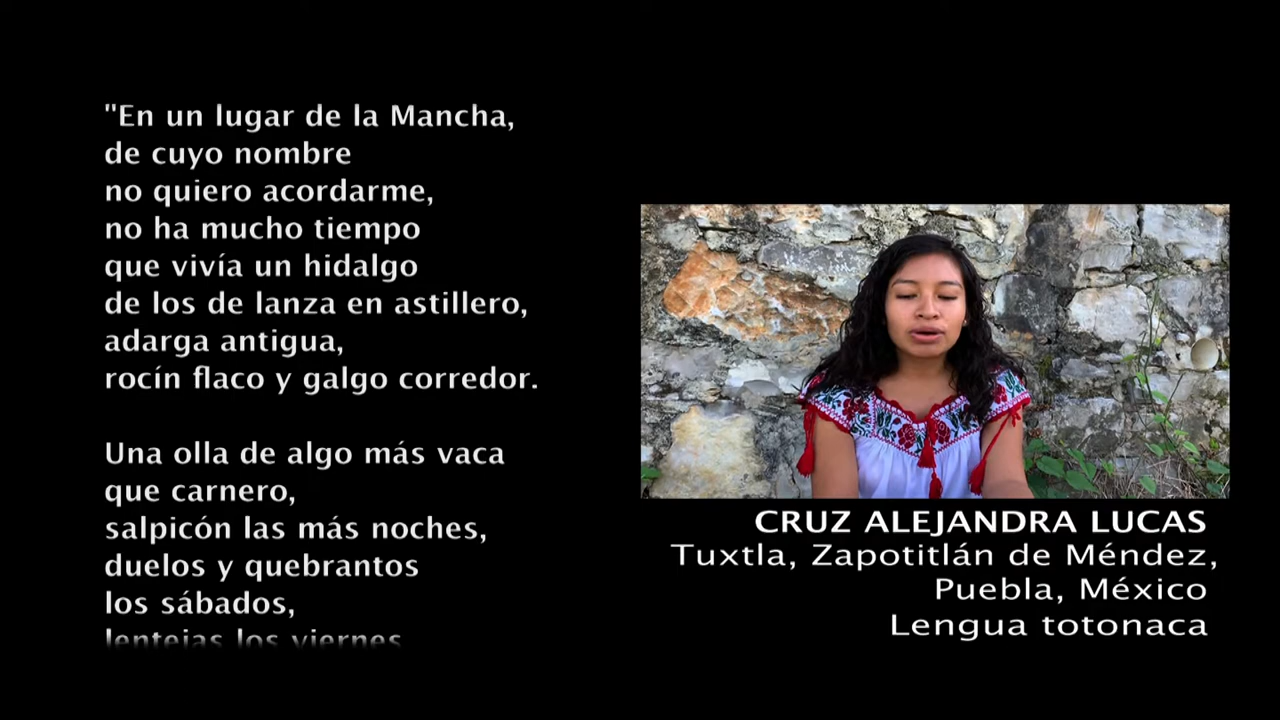 "En un lugar de la Mancha,
de cuyo nombre
no quiero acordarme,
no ha mucho tiempo
que vivía un hidalgo
de los de lanza en astillero,
adarga antigua,
rocín flaco y galgo corredor.
Una olla de algo más vaca
que carnero,
salpicón las más noches,
duelos y quebrantos
los sábados,
lentejas los viernes
CRUZ ALEJANDRA LUCAS
Tuxtla, Zapotitlán de Méndez,
Puebla, México
Lengua totonaca